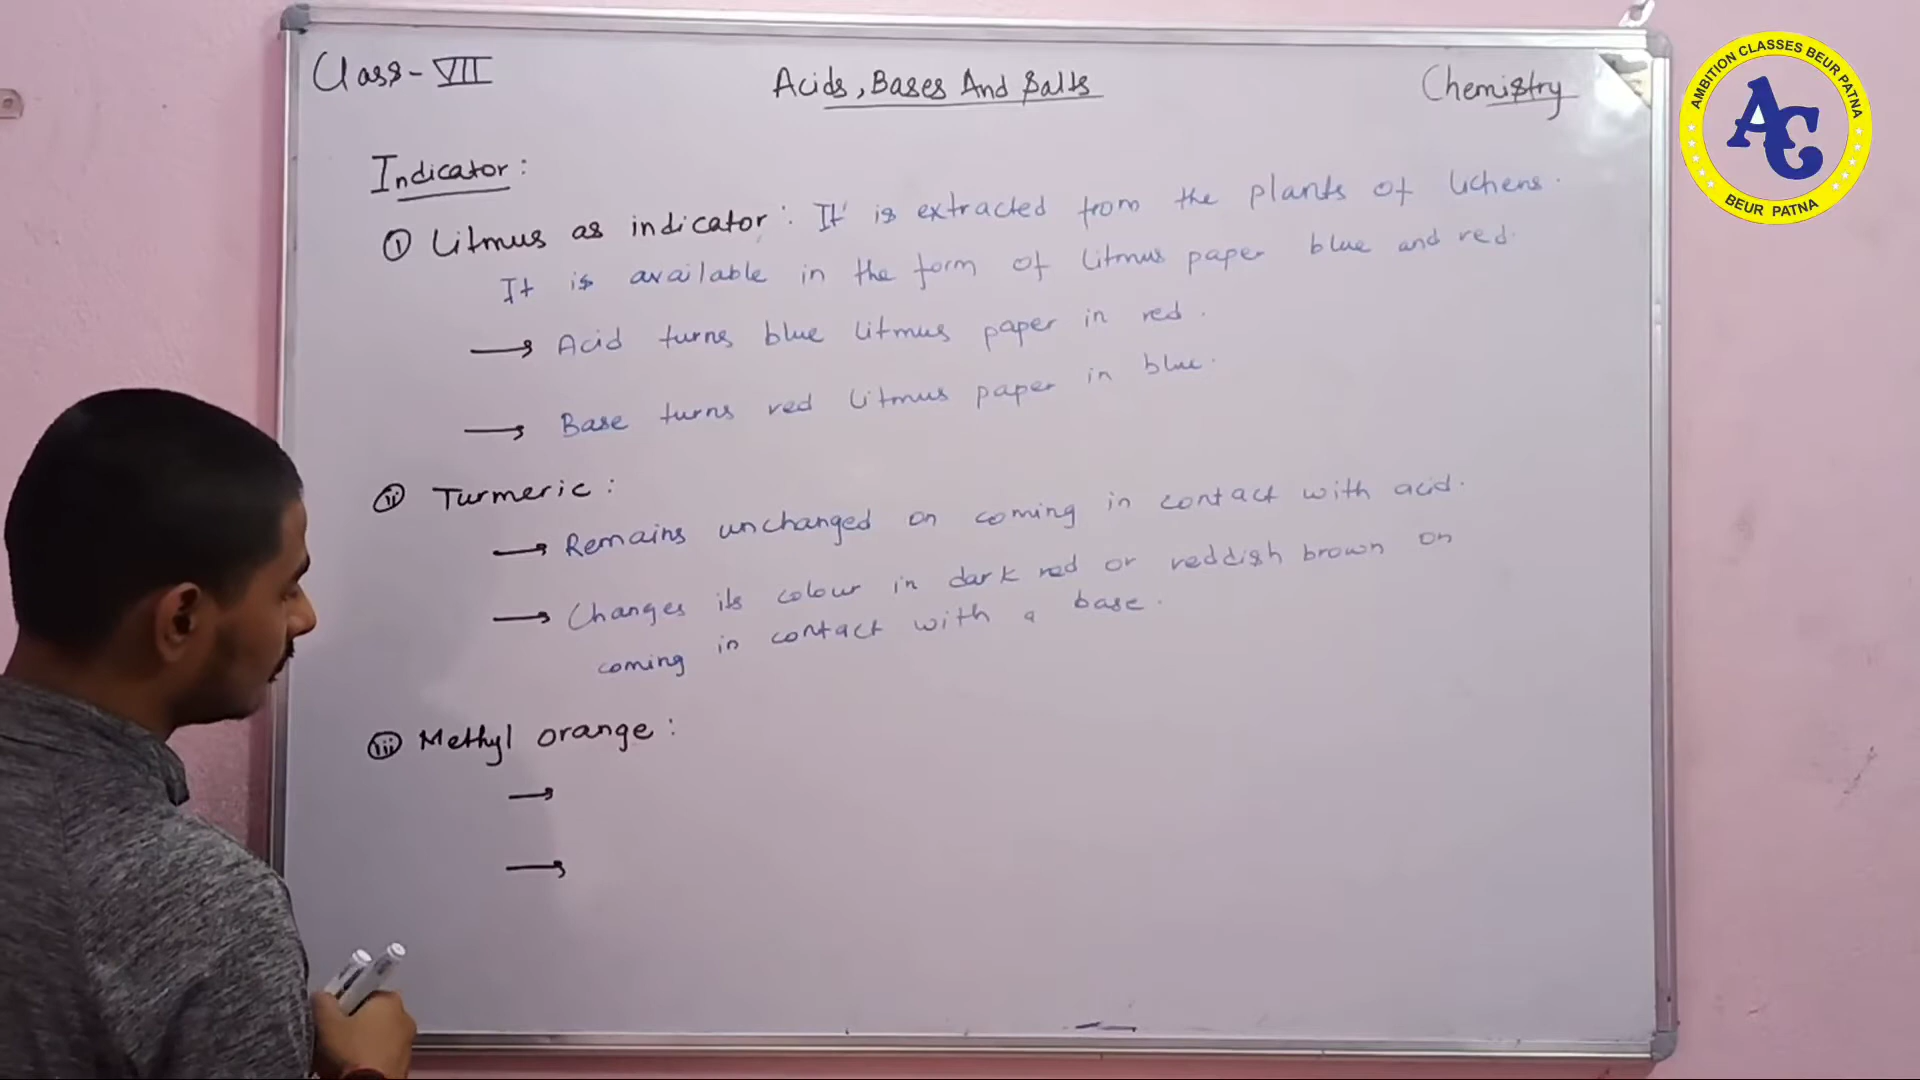 Class-VII
Acids, Bases And Salts
Chemistry
AMBITION CLASSES BEUR PATNA
AC
BEUR PATNA
Indicator:
(i) Litmus as indicator: It is extracted from the plants of lichens.
It is available in the form of litmus paper blue and red.
→ Acid turns blue litmus paper in red.
→ Base turns red litmus paper in blue.
(ii) Turmeric:
→ Remains unchanged on coming in contact with acid.
→ Changes its colour in dark red or reddish brown on
coming in contact with a base.
(iii) Methyl orange:
→
→